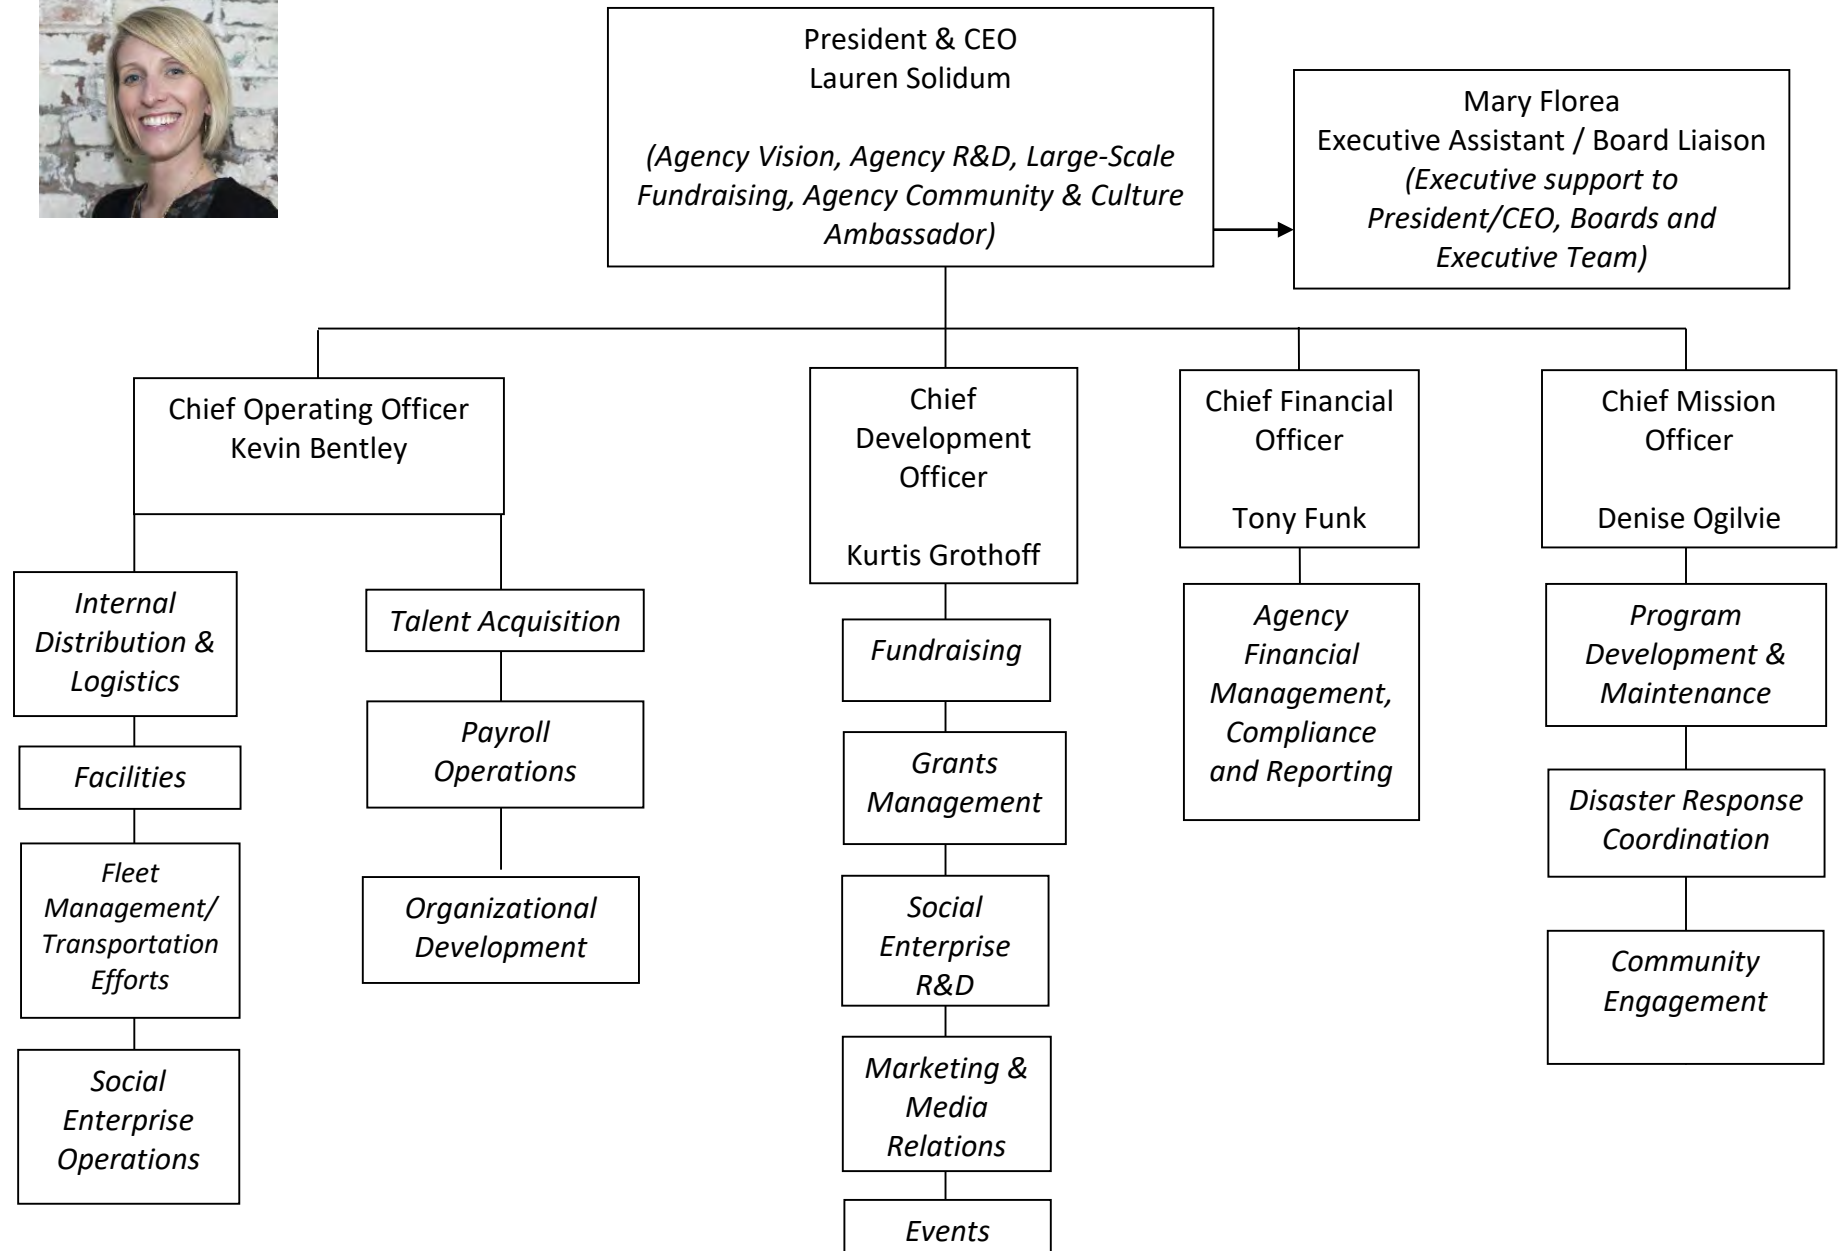 President & CEO
Lauren Solidum
(Agency Vision, Agency R&D, Large-Scale
Fundraising, Agency Community & Culture
Ambassador)
Mary Florea
Executive Assistant / Board Liaison
(Executive support to
President/CEO, Boards and
Executive Team)
Chief Operating Officer
Kevin Bentley
Internal
Distribution &
Logistics
Facilities
Fleet
Management/
Transportation
Efforts
Social
Enterprise
Operations
Talent Acquisition
Payroll
Operations
Organizational
Development
Chief
Development
Officer
Kurtis Grothoff
Fundraising
Grants
Management
Social
Enterprise
R&D
Marketing &
Media
Relations
Events
Chief Financial
Officer
Tony Funk
Agency
Financial
Management,
Compliance
and Reporting
Chief Mission
Officer
Denise Ogilvie
Program
Development &
Maintenance
Disaster Response
Coordination
Community
Engagement